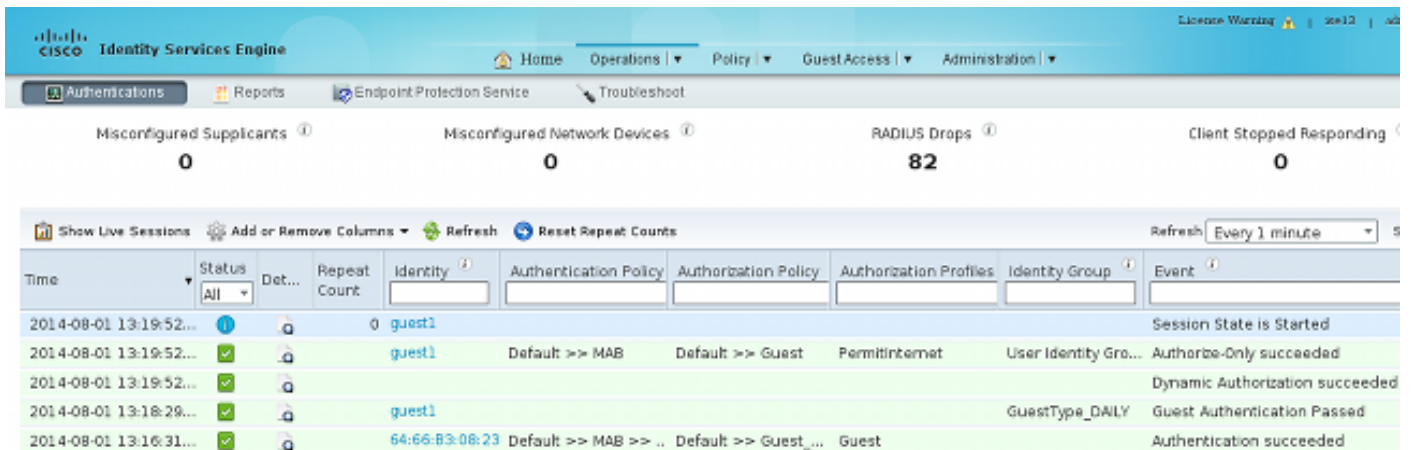 Licence Warning | ise13 |
CISCO Identity Services Engine
Home Operations Policy Guest Access Administration
Authentications Reports Endpoint Protection Service Troubleshoot
Misconfigured Supplicants Misconfigured Network Devices RADIUS Drops Client Stopped Responding
0 0 82 0
Show Live Sessions Add or Remove Columns Refresh Reset Repeat Counts Refresh Every 1 minute
Time Status All Det... Repeat Count Identity Authentication Policy Authorization Policy Authorization Profiles Identity Group Event
2014-08-01 13:19:52... 0 guest1 Session State is Started
2014-08-01 13:19:52... guest1 Default >> MAB Default >> Guest PermitInternet User Identity Gro... Authorize-Only succeeded
2014-08-01 13:19:52... Dynamic Authorization succeeded
2014-08-01 13:18:29... guest1 GuestType_DAILY Guest Authentication Passed
2014-08-01 13:16:31... 64:66:B3:08:23 Default >> MAB >> .. Default >> Guest_... Guest Authentication succeeded